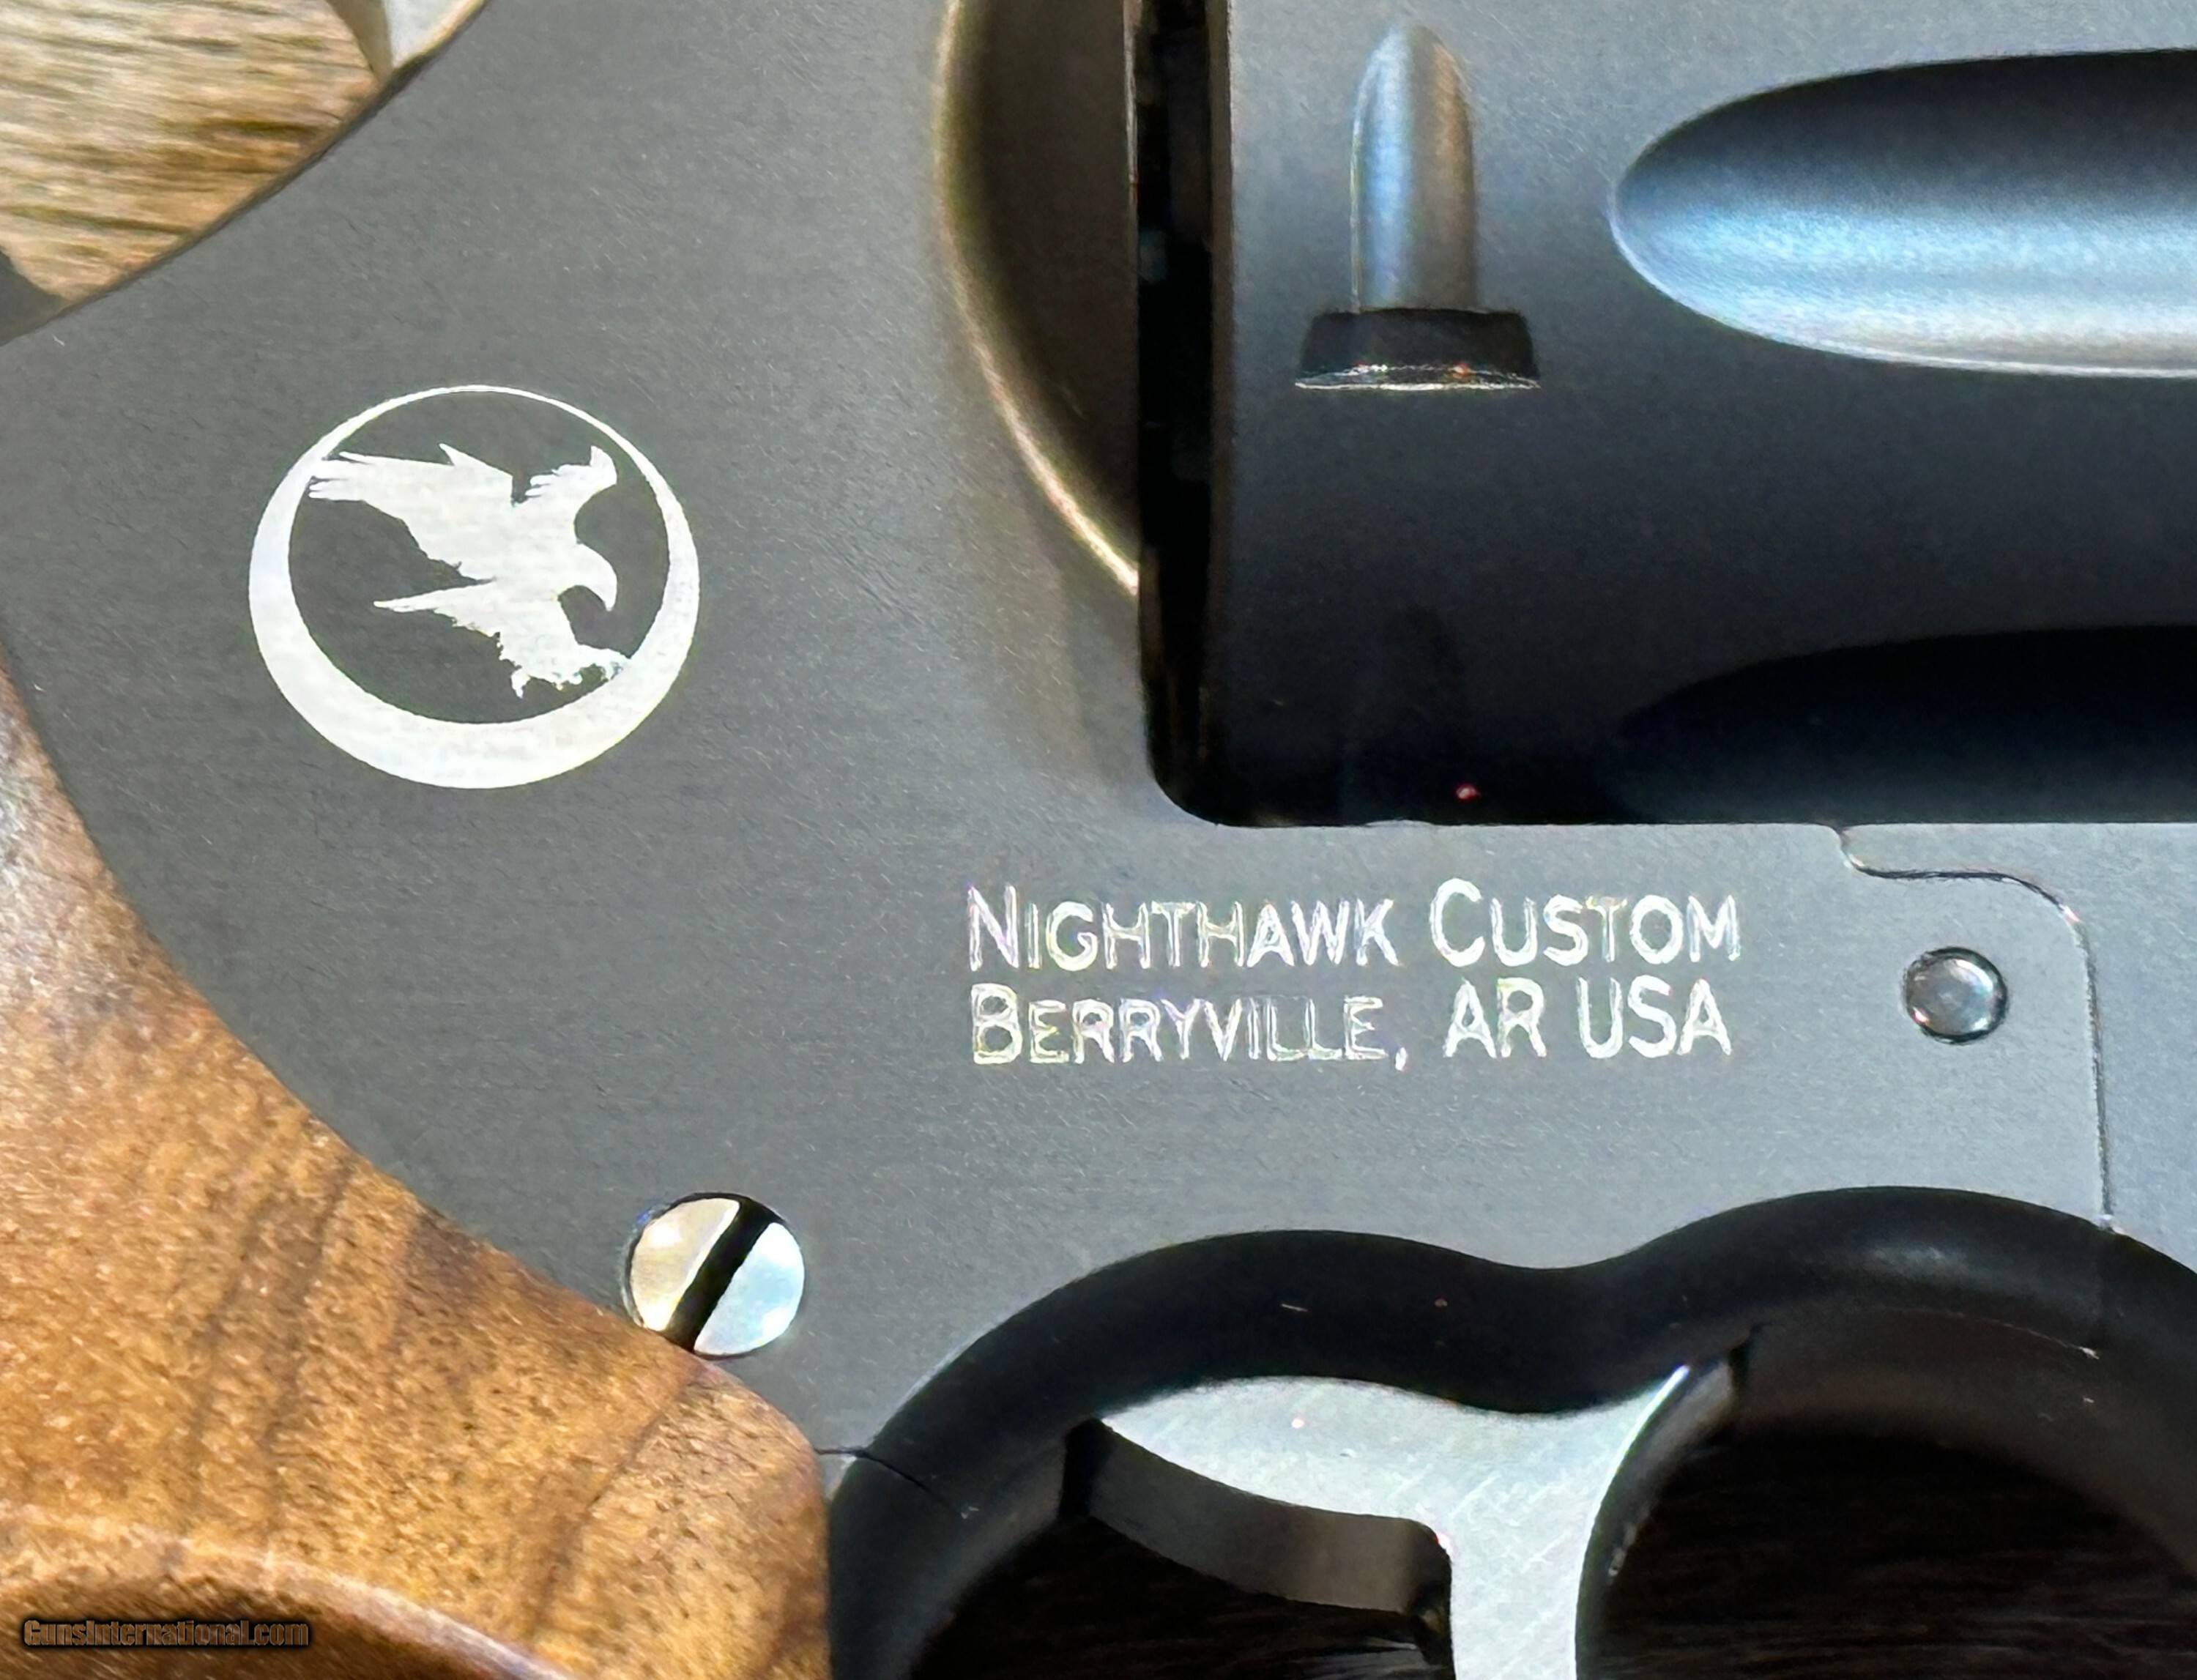 NIGHTHAWK CUSTOM
BERRYVILLE, AR USA
GunsInternational.com